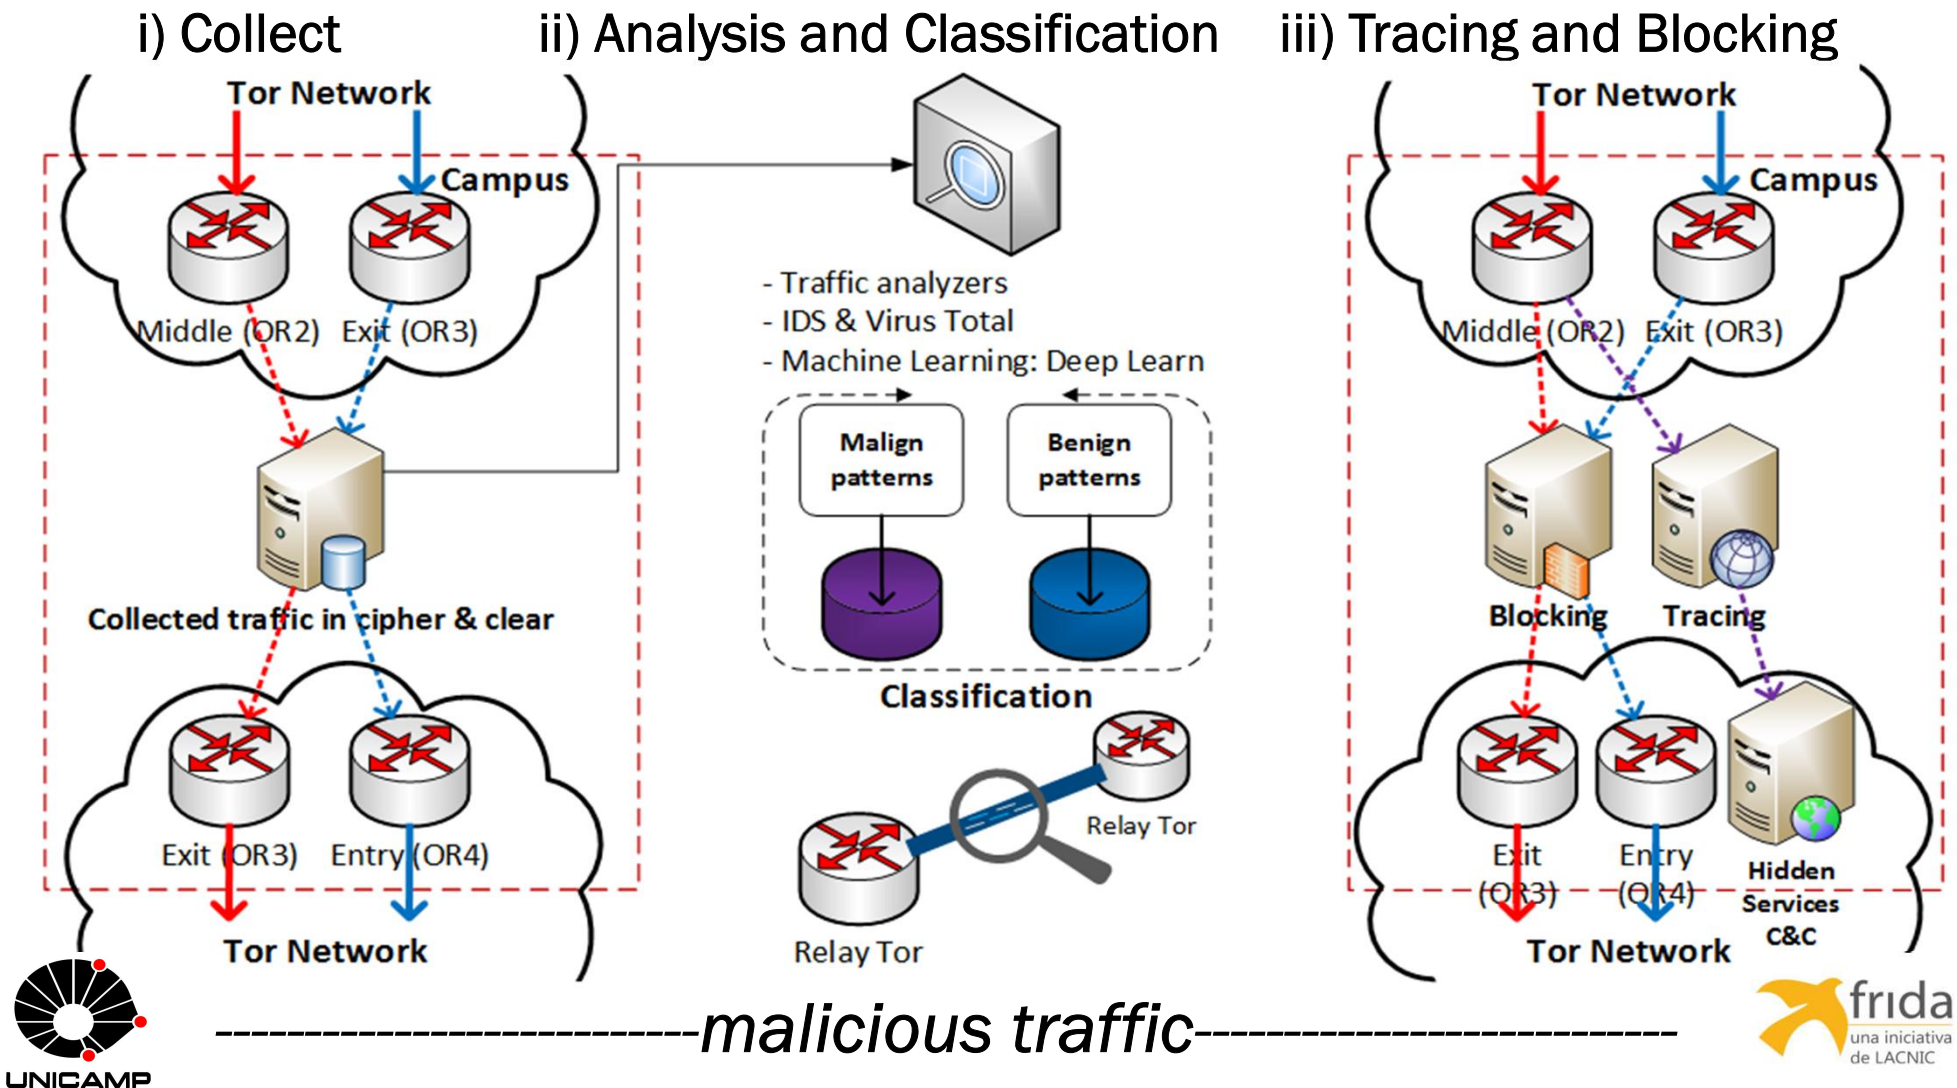 i) Collect
ii) Analysis and Classification
iii) Tracing and Blocking
Tor Network
Campus
Middle (OR2)
Exit (OR3)
Collected traffic in cipher & clear
Exit (OR3)
Entry (OR4)
Tor Network
- Traffic analyzers
- IDS & Virus Total
- Machine Learning: Deep Learn
Malign
patterns
Benign
patterns
Classification
Relay Tor
Relay Tor
Tor Network
Campus
Middle (OR2)
Exit (OR3)
Blocking
Tracing
Exit
(OR3)
Entry
(OR4)
Hidden
Services
C&C
Tor Network
malicious traffic
UNICAMP
frida
una iniciativa
de LACNIC